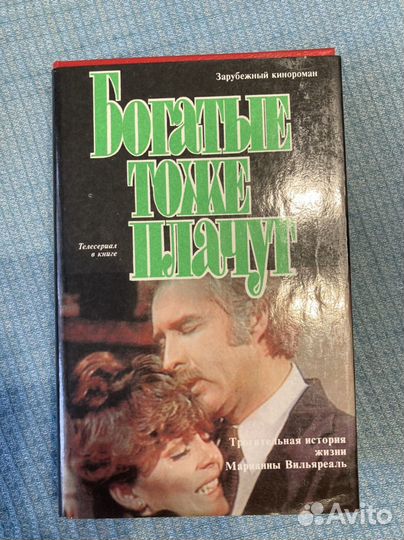 Зарубежный кинороман
Богатые
тоже
плачут
Телесериал
в книге
Трогательная история
жизни
Марианны Вильяреаль
Avito